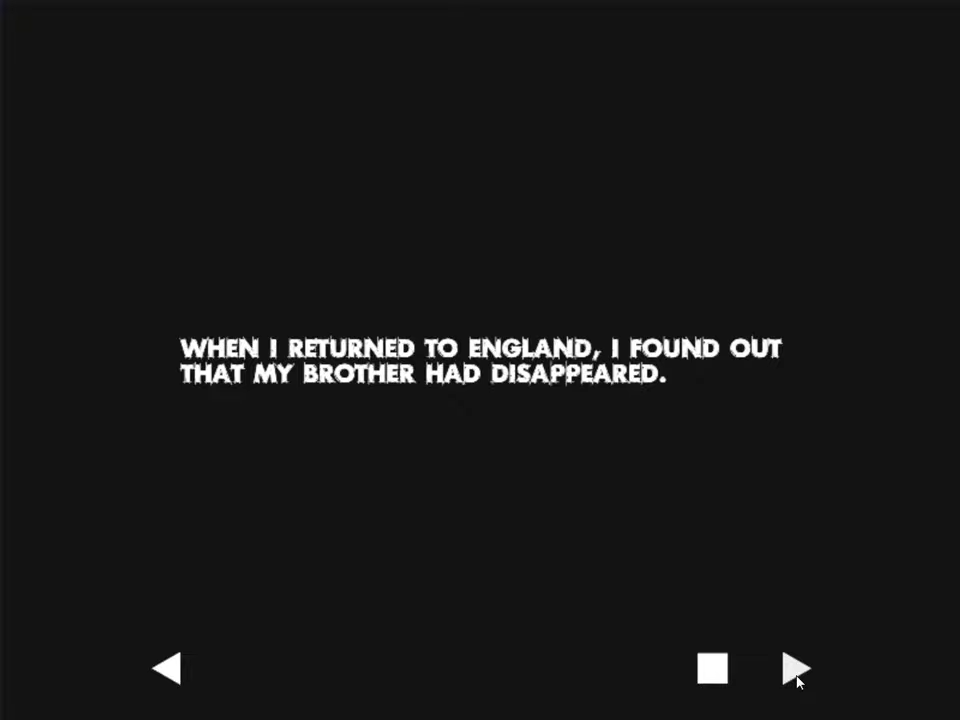 WHEN I RETURNED TO ENGLAND, I FOUND OUT
THAT MY BROTHER HAD DISAPPEARED.